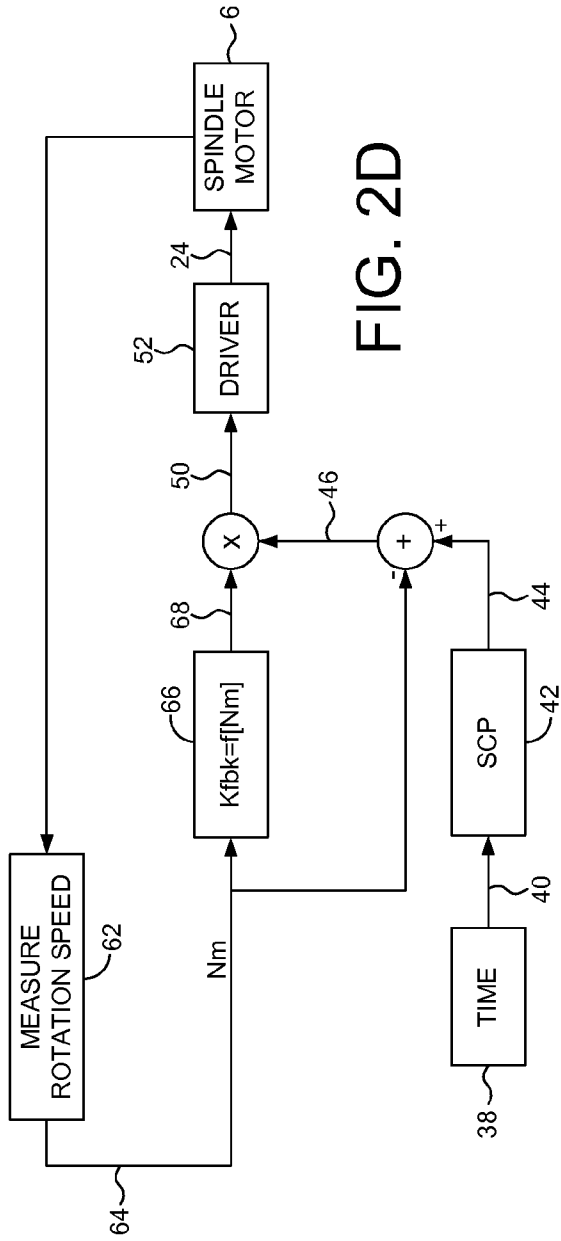 MEASURE
ROTATION SPEED
62
64
Nm
66
Kfbk=f[Nm]
68
X
50
52
DRIVER
24
SPINDLE
MOTOR
6
46
-
+
+
38
TIME
40
SCP
42
44
FIG. 2D